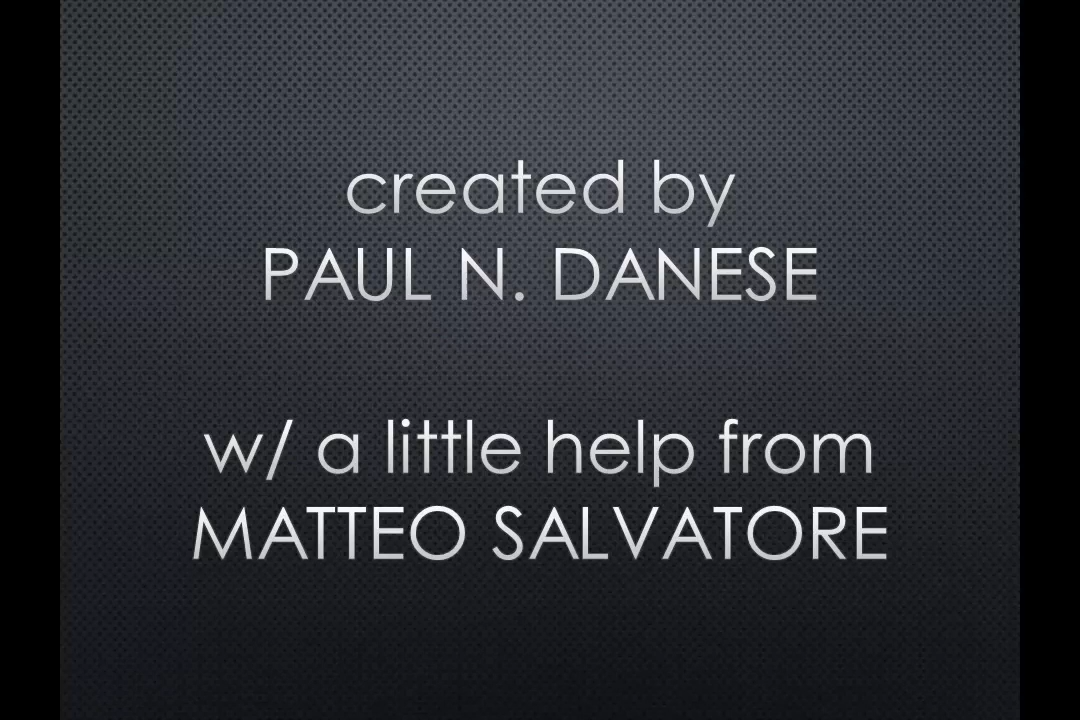 created by
PAUL N. DANESE
w/ a little help from
MATTEO SALVATORE